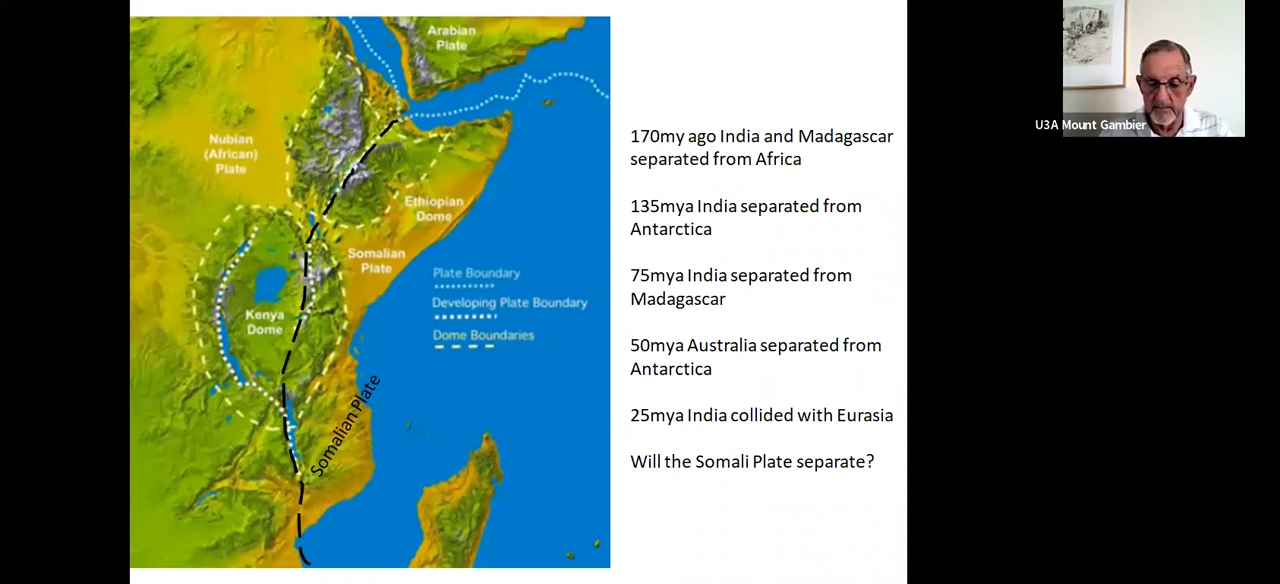 Arabian
Plate
Nubian
(African)
Plate
Ethiopian
Dome
Somalian
Plate
Plate Boundary
Developing Plate Boundary
Dome Boundaries
Kenya
Dome
Somalian Plate
170my ago India and Madagascar
separated from Africa
135mya India separated from
Antarctica
75mya India separated from
Madagascar
50mya Australia separated from
Antarctica
25mya India collided with Eurasia
Will the Somali Plate separate?
U3A Mount Gambier